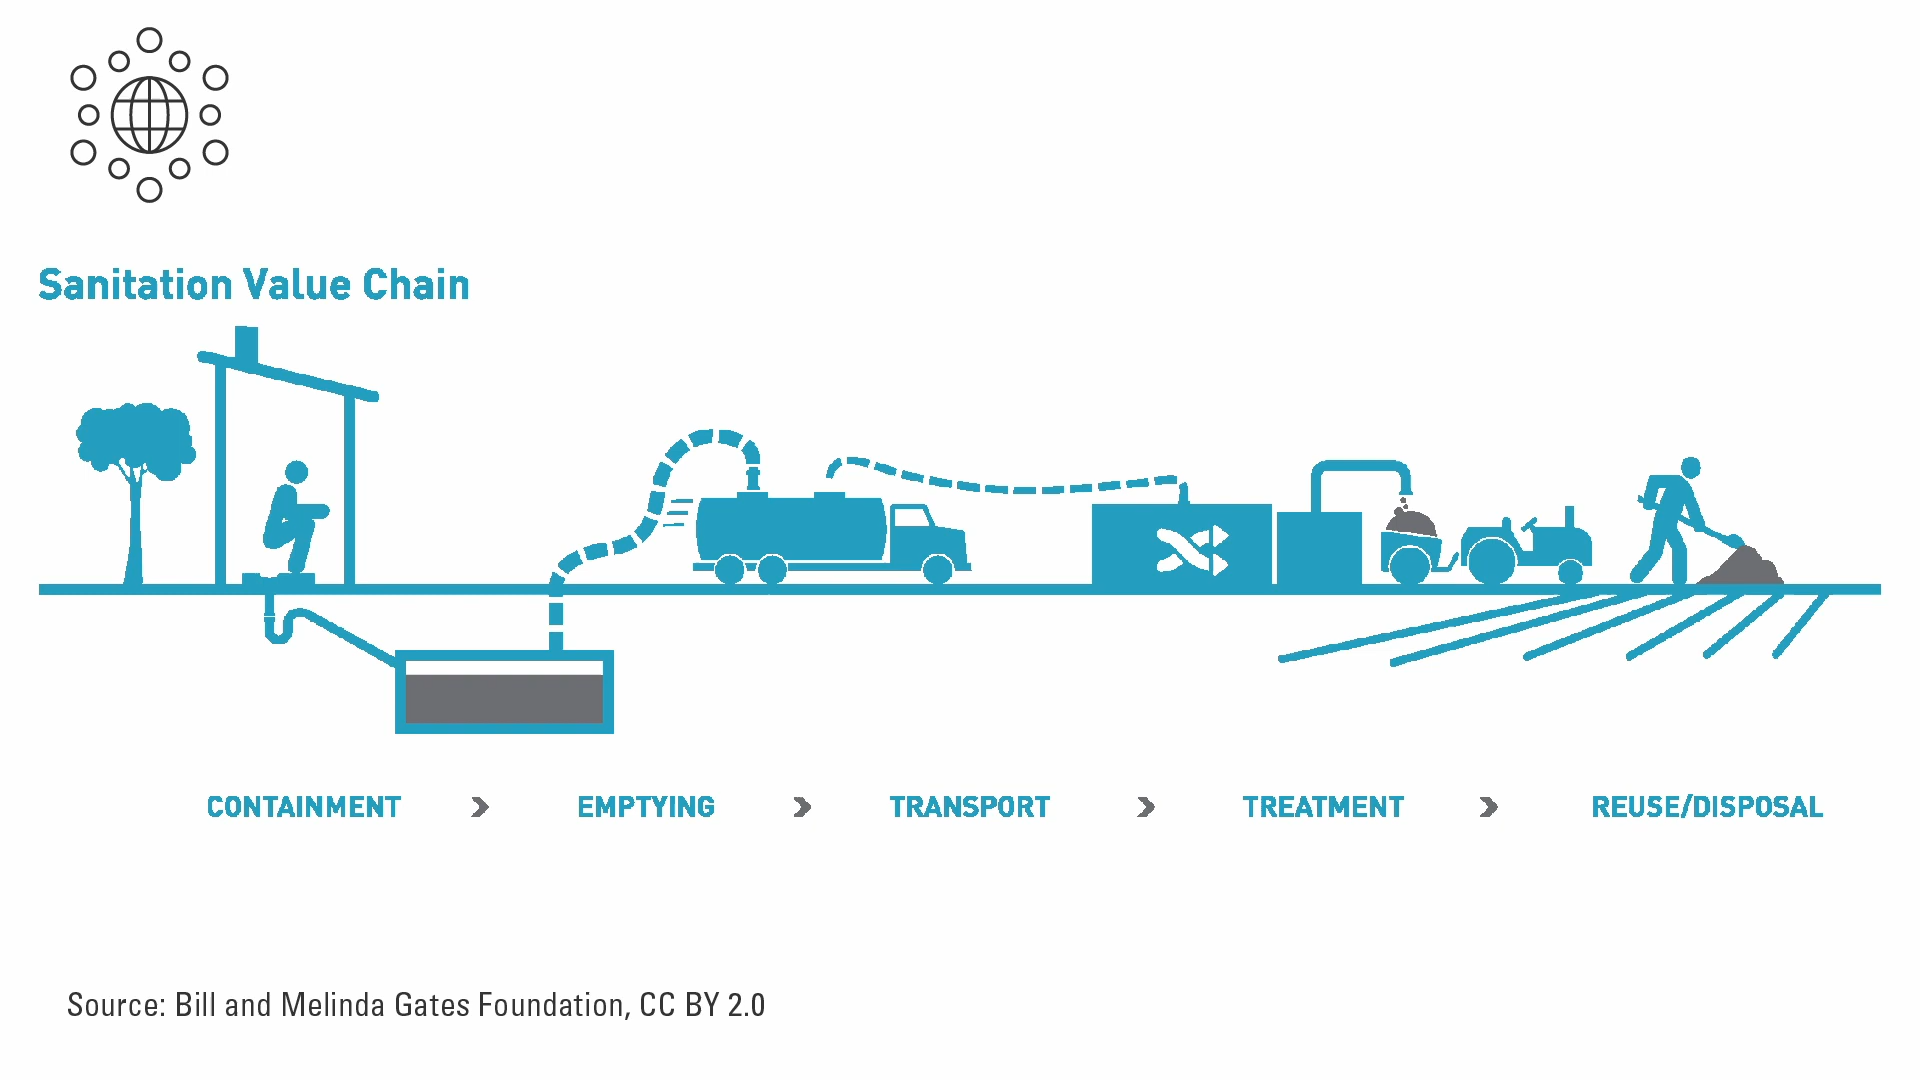 Sanitation Value Chain
CONTAINMENT > EMPTYING > TRANSPORT > TREATMENT > REUSE/DISPOSAL
Source: Bill and Melinda Gates Foundation, CC BY 2.0